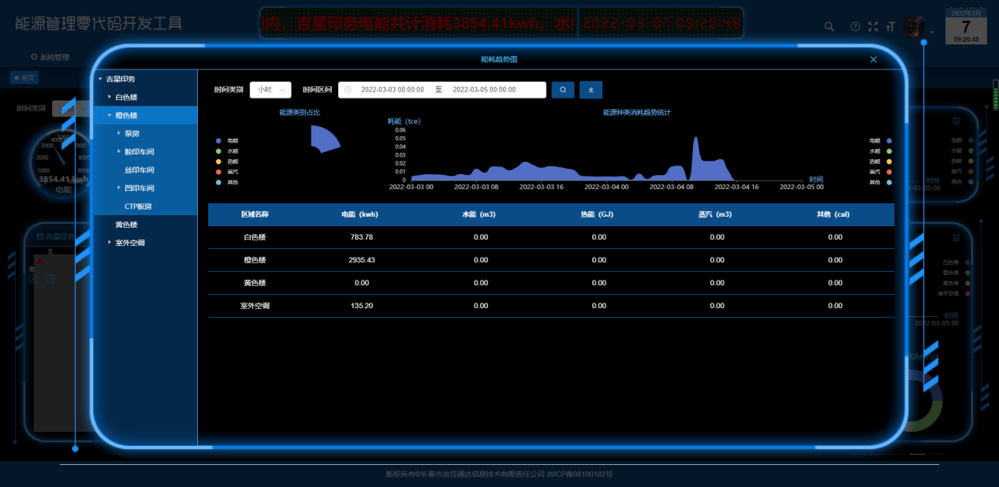 能源管理零代码开发工具
内，吉星印务电能共计消耗3854.41kwh。水
2022-03-07 09:20:48
2022年3月
7
09:20:48
系统管理
首页
时间类别
3854.41 kwh
电能
吉星印务
北
能耗趋势图
吉星印务
白色楼
橙色楼
泵房
胶印车间
丝印车间
凹印车间
CTP板房
黄色楼
室外空调
时间类别 小时 时间区间 2022-03-03 00:00:00 至 2022-03-05 00:00:00
能源类别占比
电能
水能
热能
蒸汽
其他
能源种类消耗趋势统计
耗能（tce）
0.06
0.05
0.04
0.03
0.02
0.01
0
2022-03-03 00 2022-03-03 08 2022-03-03 16 2022-03-04 00 2022-03-04 08 2022-03-04 16 2022-03-05 00
时间
电能
水能
热能
蒸汽
其他
区域名称 电能（kwh） 水能（m3） 热能（GJ） 蒸汽（m3） 其他（cal）
白色楼 783.78 0.00 0.00 0.00 0.00
橙色楼 2935.43 0.00 0.00 0.00 0.00
黄色楼 0.00 0.00 0.00 0.00 0.00
室外空调 135.20 0.00 0.00 0.00 0.00
电能
水能
热能
蒸汽
其他
时间
白色楼
橙色楼
黄色楼
室外空调
时间
2022-03-05 00
版权所有©长春市吉佳通达信息技术有限责任公司 吉ICP备08100162号